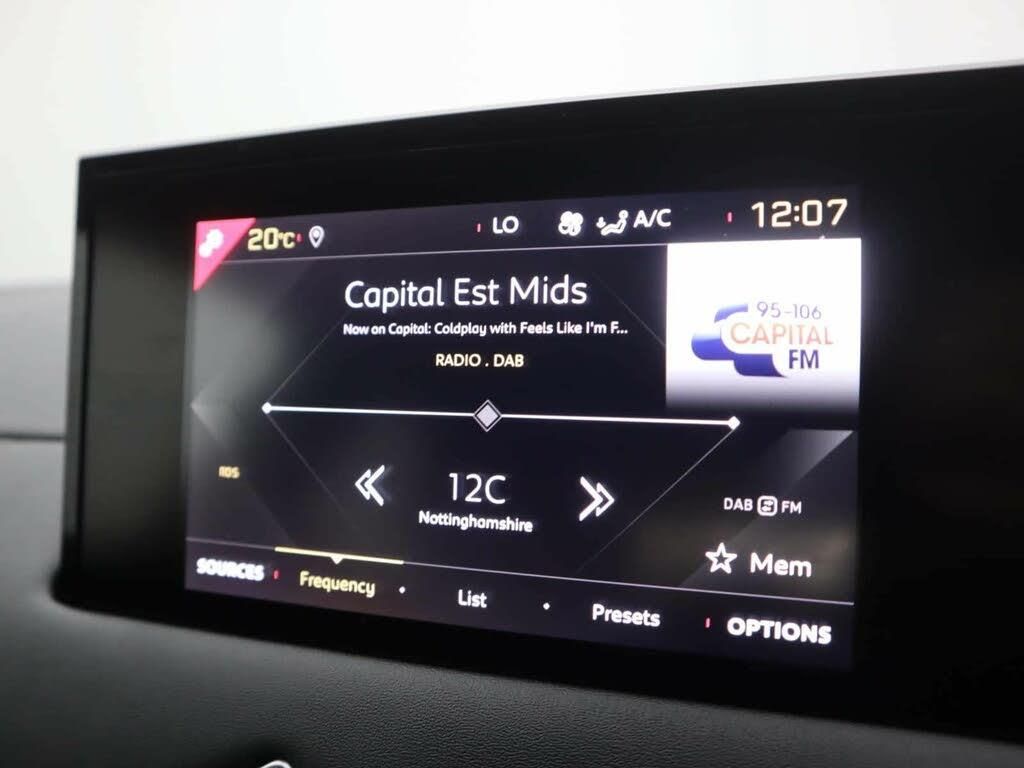 20°C LO A/C 12:07
Capital Est Mids
Now on Capital: Coldplay with Feels Like I'm F...
RADIO . DAB
95-106
CAPITAL
FM
12C
Nottinghamshire
DAB FM
Mem
SOURCES Frequency List Presets OPTIONS